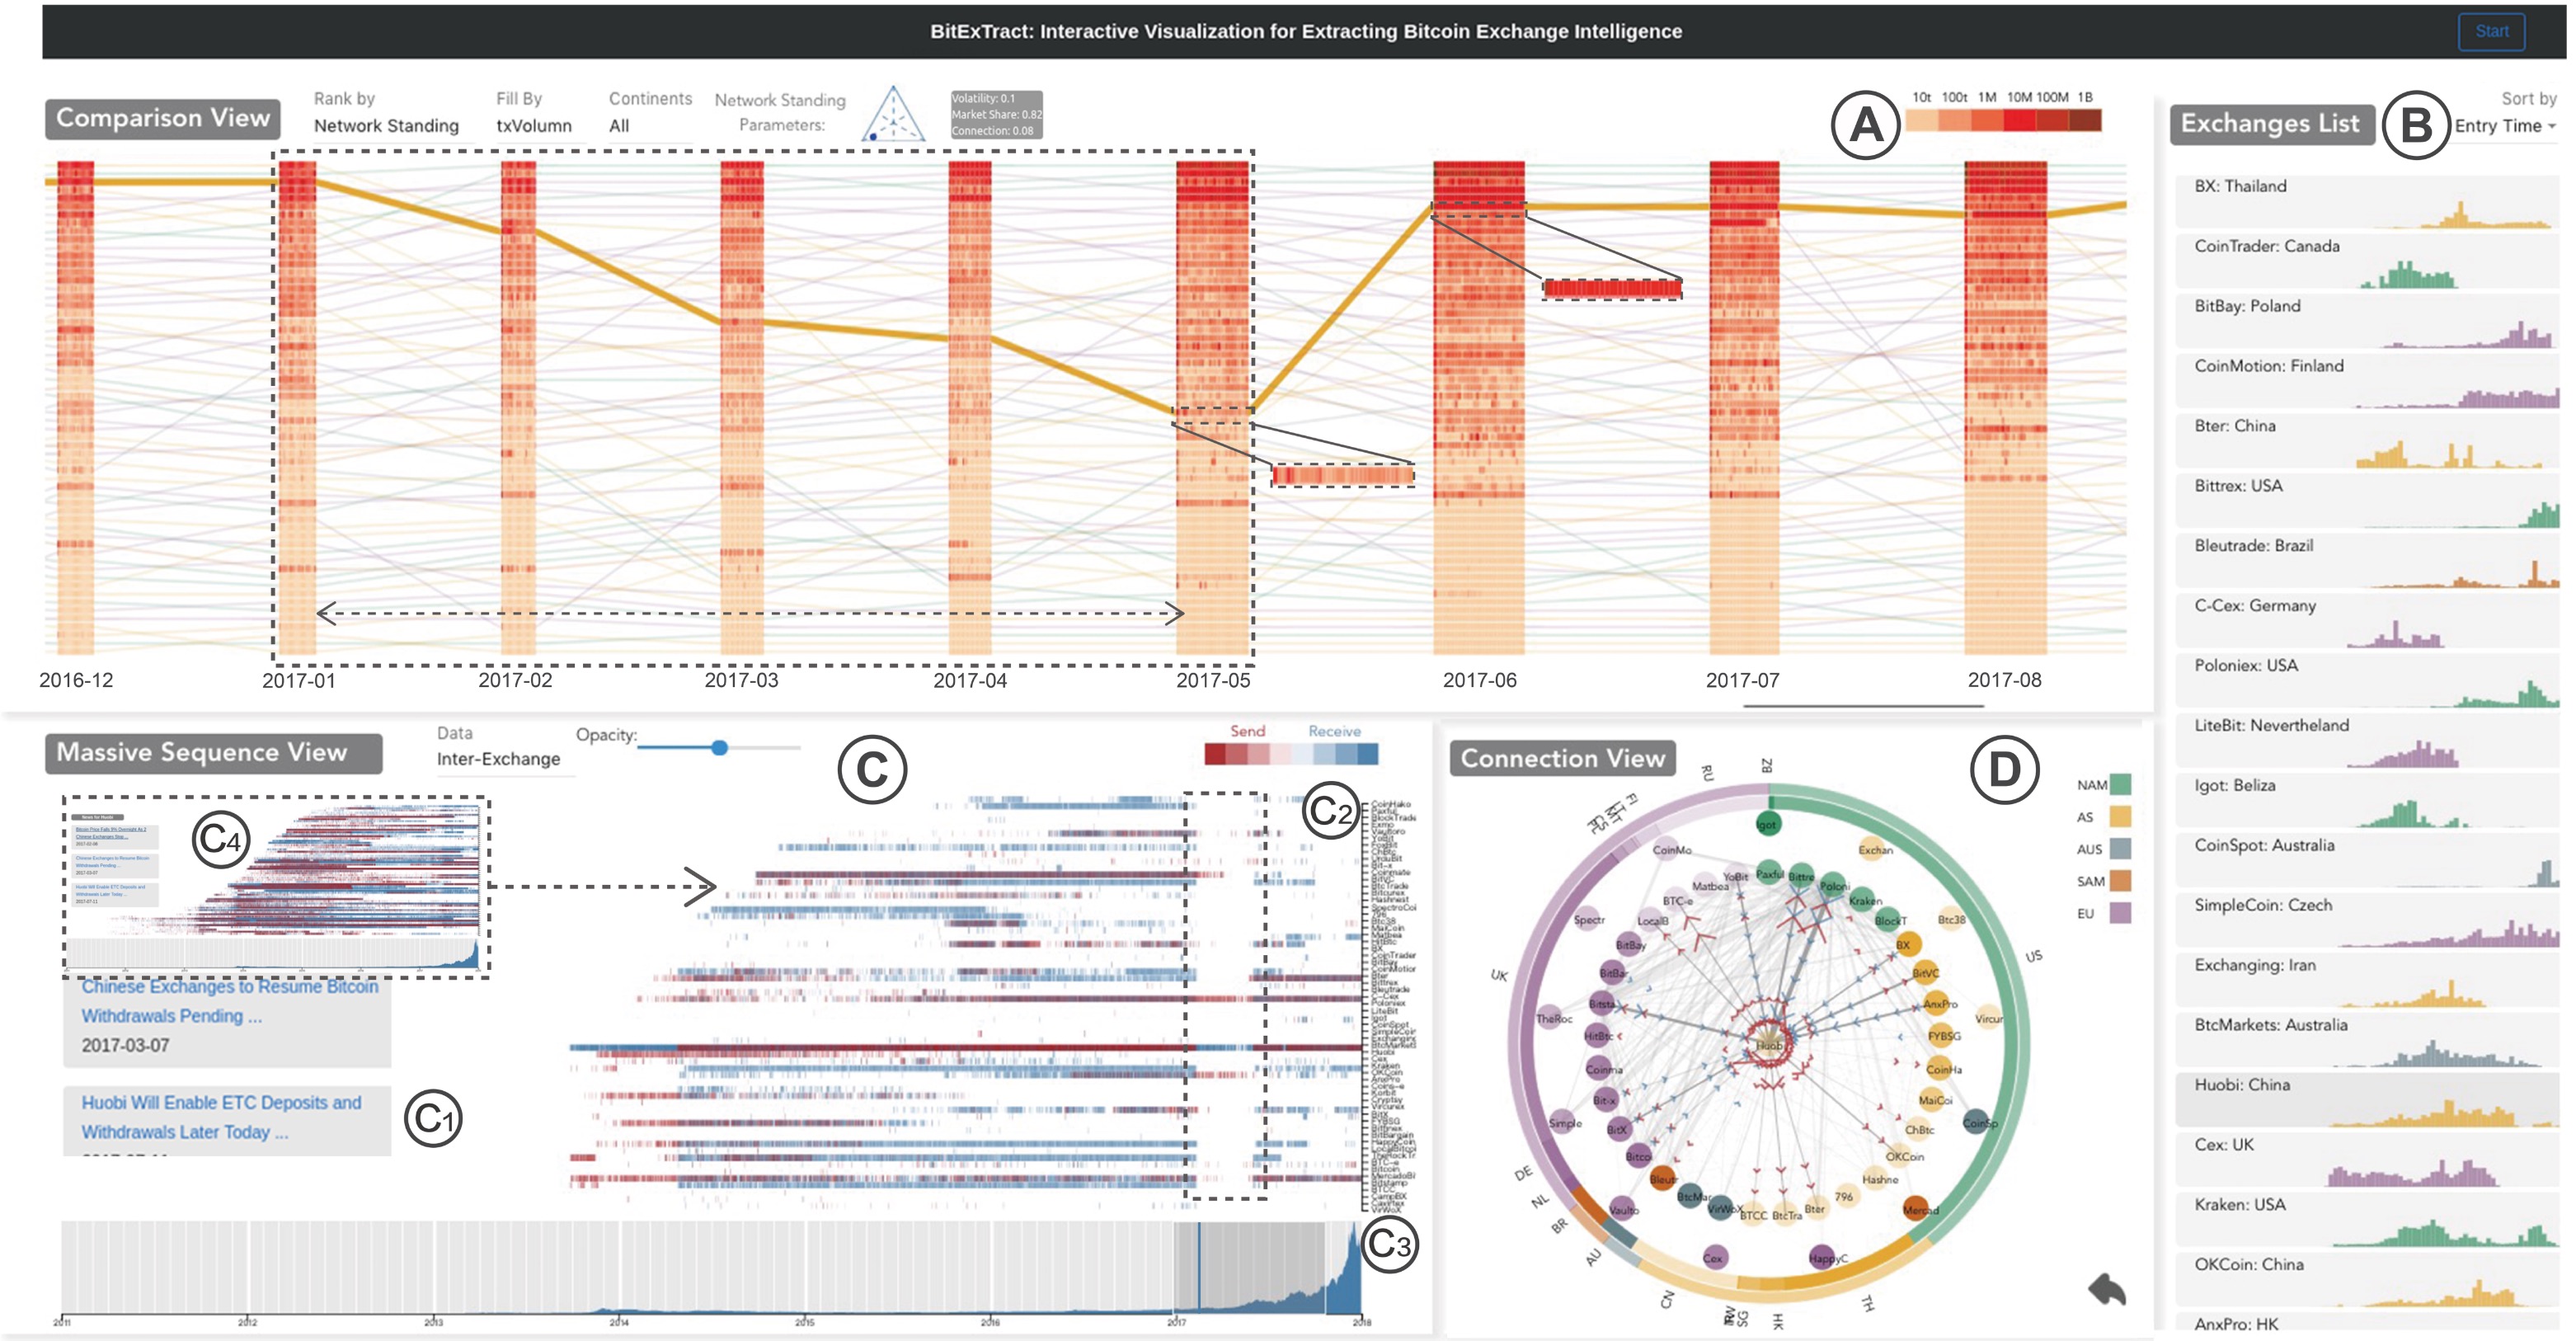 BitExTract: Interactive Visualization for Extracting Bitcoin Exchange Intelligence
Start
Comparison View
Rank by
Network Standing
Fill By
txVolumn
Continents
All
Network Standing
Parameters:
Volatility: 0.1
Market Share: 0.82
Connection: 0.08
A
10t 100t 1M 10M 100M 1B
2016-12
2017-01
2017-02
2017-03
2017-04
2017-05
2017-06
2017-07
2017-08
Exchanges List
B
Sort by
Entry Time
BX: Thailand
CoinTrader: Canada
BitBay: Poland
CoinMotion: Finland
Bter: China
Bittrex: USA
Bleutrade: Brazil
C-Cex: Germany
Poloniex: USA
LiteBit: Nevertheland
Igot: Beliza
CoinSpot: Australia
SimpleCoin: Czech
Exchanging: Iran
BtcMarkets: Australia
Huobi: China
Cex: UK
Kraken: USA
OKCoin: China
AnxPro: HK
Massive Sequence View
Data
Inter-Exchange
Opacity:
C
Send
Receive
C4
C2
Chinese Exchanges to Resume Bitcoin
Withdrawals Pending ...
2017-03-07
Huobi Will Enable ETC Deposits and
Withdrawals Later Today ...
C1
C3
2011
2012
2013
2014
2015
2016
2017
2018
Connection View
D
NAM
AS
AUS
SAM
EU
RU
ZB
US
UK
DE
NL
BR
AU
CN
SG
HK
TH
Igot
Exchan
CoinMo
Matbea
YoBit
Paxful
Bittre
Poloni
Kraken
BlockT
Btc38
BTC-e
LocalB
Spectr
BitBay
BX
BitVC
BitBar
Bitsta
AnxPro
TheRoc
Vircur
HitBtc
Huob
FYBSG
Coinma
CoinHa
Bit-x
MaiCoi
Simple
BitX
ChBtc
CoinSp
Bitco
OKCoin
Bleutr
Hashne
BtcMar
VirWoX
BTCC
BtcTra
Bter
796
Mercad
Vaulto
Cex
HappyC